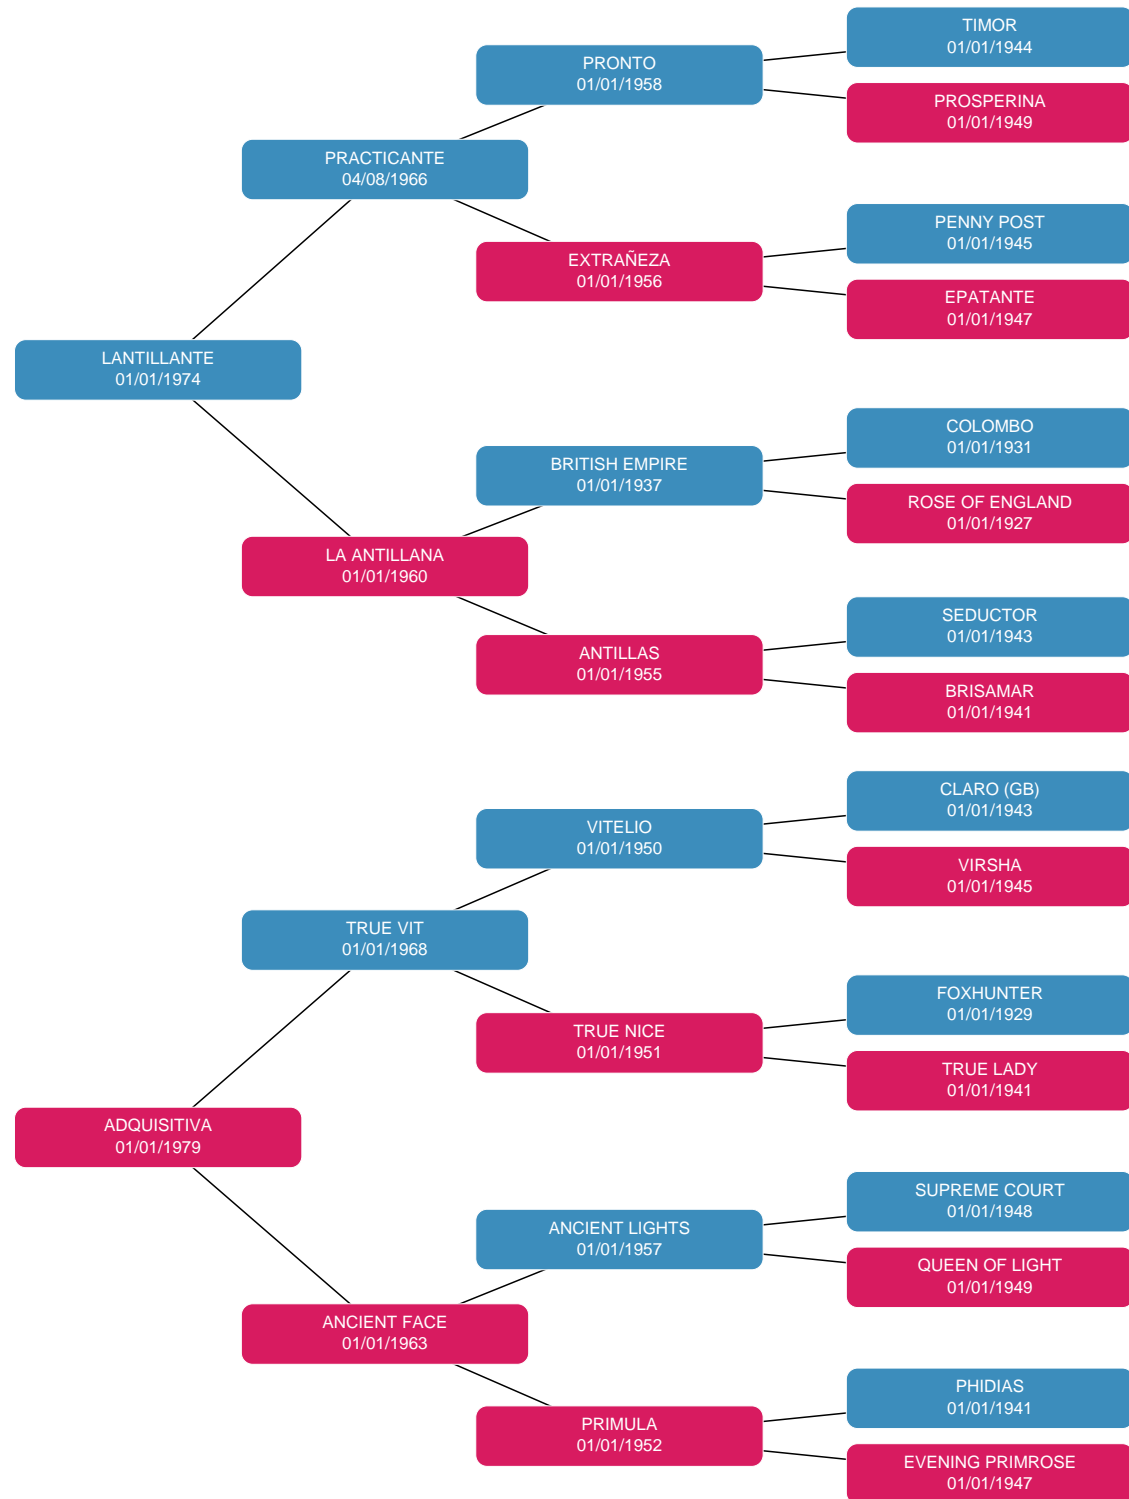 TIMOR
01/01/1944
PRONTO
01/01/1958
PROSPERINA
01/01/1949
PRACTICANTE
04/08/1966
PENNY POST
01/01/1945
EXTRAÑEZA
01/01/1956
EPATANTE
01/01/1947
LANTILLANTE
01/01/1974
COLOMBO
01/01/1931
BRITISH EMPIRE
01/01/1937
ROSE OF ENGLAND
01/01/1927
LA ANTILLANA
01/01/1960
SEDUCTOR
01/01/1943
ANTILLAS
01/01/1955
BRISAMAR
01/01/1941
CLARO (GB)
01/01/1943
VITELIO
01/01/1950
VIRSHA
01/01/1945
TRUE VIT
01/01/1968
FOXHUNTER
01/01/1929
TRUE NICE
01/01/1951
TRUE LADY
01/01/1941
ADQUISITIVA
01/01/1979
SUPREME COURT
01/01/1948
ANCIENT LIGHTS
01/01/1957
QUEEN OF LIGHT
01/01/1949
ANCIENT FACE
01/01/1963
PHIDIAS
01/01/1941
PRIMULA
01/01/1952
EVENING PRIMROSE
01/01/1947